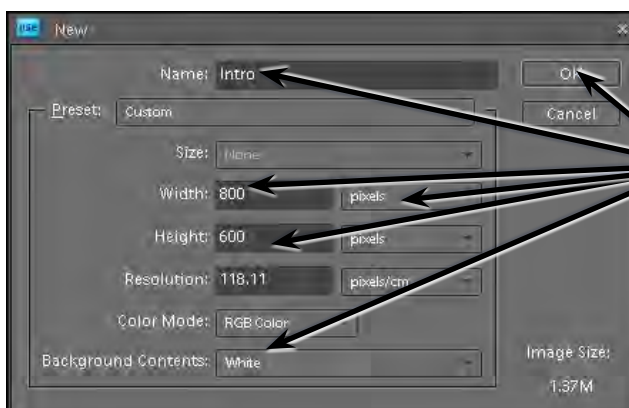 pse New
Name: Intro OK
Preset: Custom Cancel
Size: None
Width: 800 pixels
Height: 600 pixels
Resolution: 118.11 pixels/cm
Color Mode: RGB Color
Background Contents: White
Image Size:
1.37M